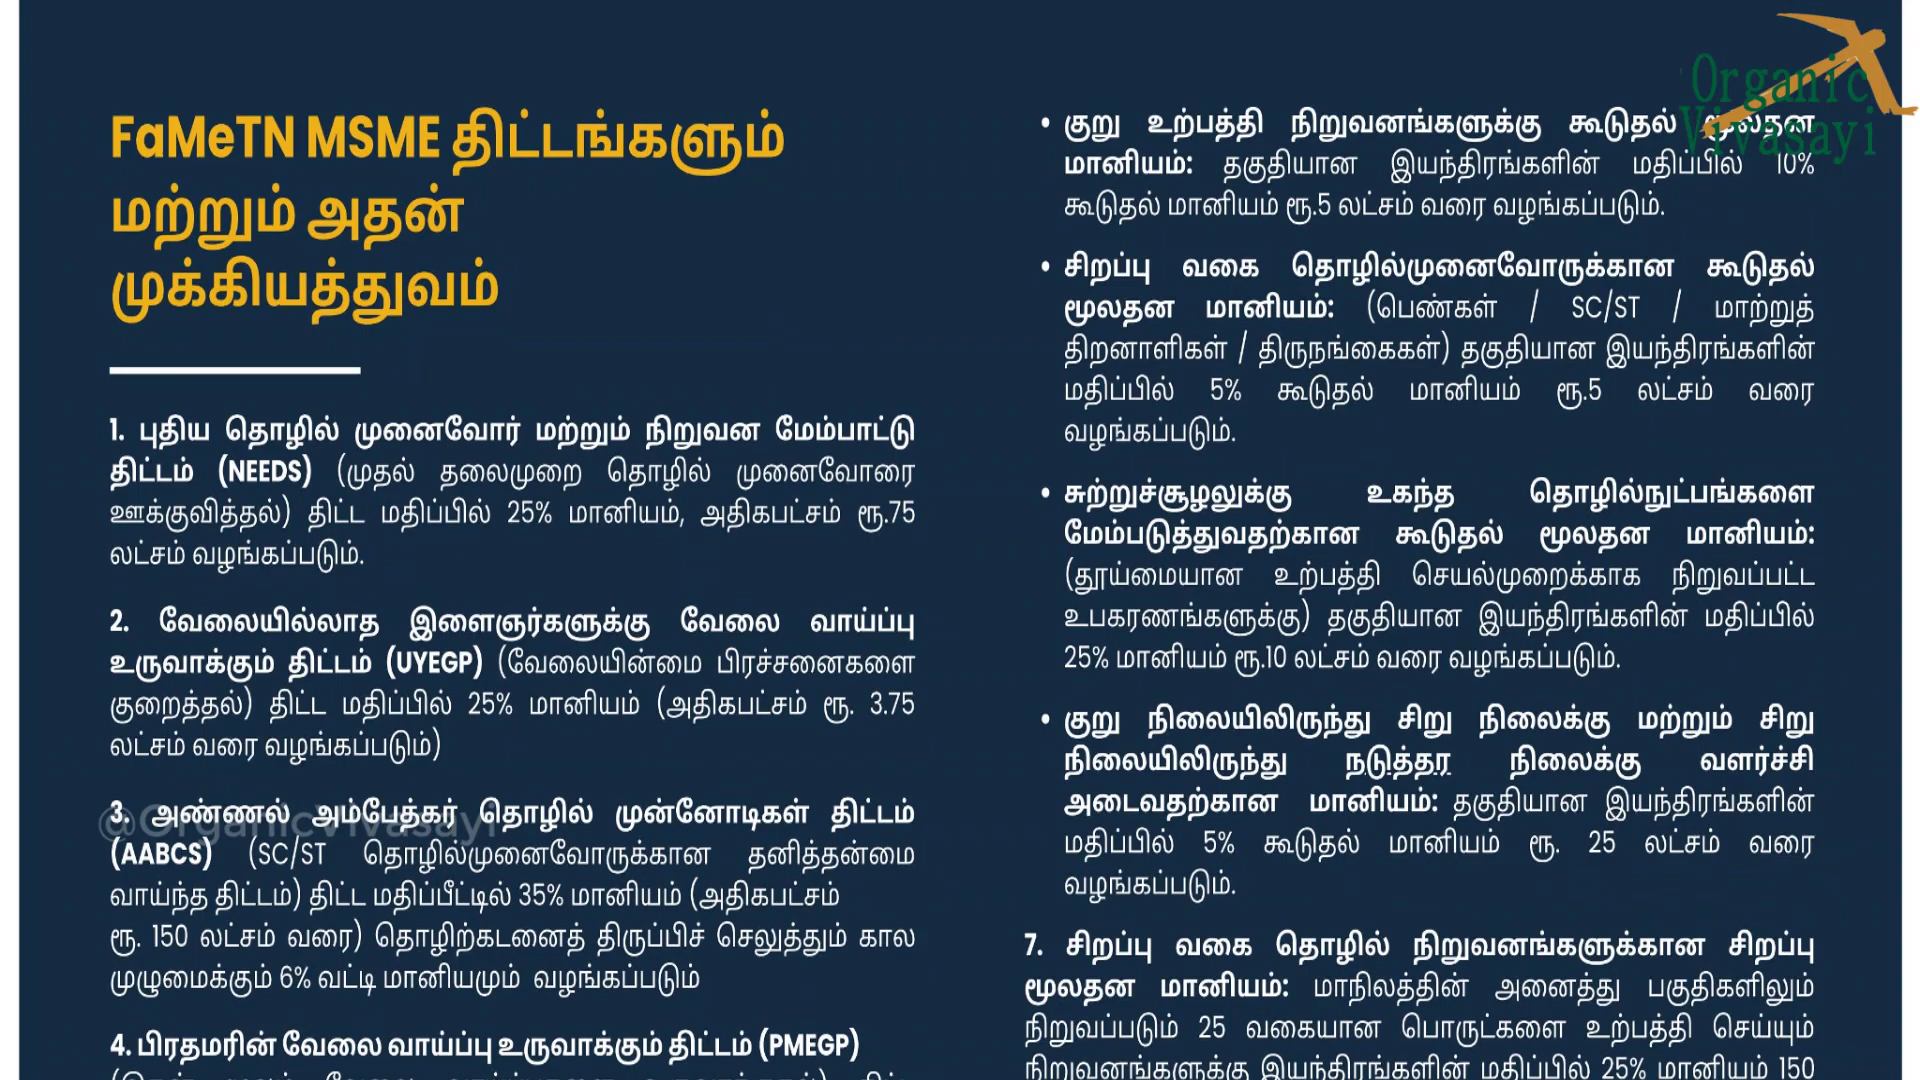 FaMeTN MSME திட்டங்களும்
மற்றும் அதன்
முக்கியத்துவம்
1. புதிய தொழில் முனைவோர் மற்றும் நிறுவன மேம்பாட்டு
திட்டம் (NEEDS) (முதல் தலைமுறை தொழில் முனைவோரை
ஊக்குவித்தல்) திட்ட மதிப்பில் 25% மானியம், அதிகபட்சம் ரூ.75
லட்சம் வழங்கப்படும்.
2. வேலையில்லாத இளைஞர்களுக்கு வேலை வாய்ப்பு
உருவாக்கும் திட்டம் (UYEGP) (வேலையின்மை பிரச்சனைகளை
குறைத்தல்) திட்ட மதிப்பில் 25% மானியம் (அதிகபட்சம் ரூ. 3.75
லட்சம் வரை வழங்கப்படும்)
3. அண்ணல் அம்பேத்கர் தொழில் முன்னோடிகள் திட்டம்
@OrganicVivasayi
(AABCS) (SC/ST தொழில்முனைவோருக்கான தனித்தன்மை
வாய்ந்த திட்டம்) திட்ட மதிப்பீட்டில் 35% மானியம் (அதிகபட்சம்
ரூ. 150 லட்சம் வரை) தொழிற்கடனைத் திருப்பிச் செலுத்தும் கால
முழுமைக்கும் 6% வட்டி மானியமும் வழங்கப்படும்
4. பிரதமரின் வேலை வாய்ப்பு உருவாக்கும் திட்டம் (PMEGP)
Organic
Vivasayi
• குறு உற்பத்தி நிறுவனங்களுக்கு கூடுதல் மூலதன
மானியம்: தகுதியான இயந்திரங்களின் மதிப்பில் 10%
கூடுதல் மானியம் ரூ.5 லட்சம் வரை வழங்கப்படும்.
• சிறப்பு வகை தொழில்முனைவோருக்கான கூடுதல்
மூலதன மானியம்: (பெண்கள் / SC/ST / மாற்றுத்
திறனாளிகள் / திருநங்கைகள்) தகுதியான இயந்திரங்களின்
மதிப்பில் 5% கூடுதல் மானியம் ரூ.5 லட்சம் வரை
வழங்கப்படும்.
• சுற்றுச்சூழலுக்கு உகந்த தொழில்நுட்பங்களை
மேம்படுத்துவதற்கான கூடுதல் மூலதன மானியம்:
(தூய்மையான உற்பத்தி செயல்முறைக்காக நிறுவப்பட்ட
உபகரணங்களுக்கு) தகுதியான இயந்திரங்களின் மதிப்பில்
25% மானியம் ரூ.10 லட்சம் வரை வழங்கப்படும்.
• குறு நிலையிலிருந்து சிறு நிலைக்கு மற்றும் சிறு
நிலையிலிருந்து நடுத்தர நிலைக்கு வளர்ச்சி
அடைவதற்கான மானியம்: தகுதியான இயந்திரங்களின்
மதிப்பில் 5% கூடுதல் மானியம் ரூ. 25 லட்சம் வரை
வழங்கப்படும்.
7. சிறப்பு வகை தொழில் நிறுவனங்களுக்கான சிறப்பு
மூலதன மானியம்: மாநிலத்தின் அனைத்து பகுதிகளிலும்
நிறுவப்படும் 25 வகையான பொருட்களை உற்பத்தி செய்யும்
நிறுவனங்களுக்கு இயந்திரங்களின் மதிப்பில் 25% மானியம் 150